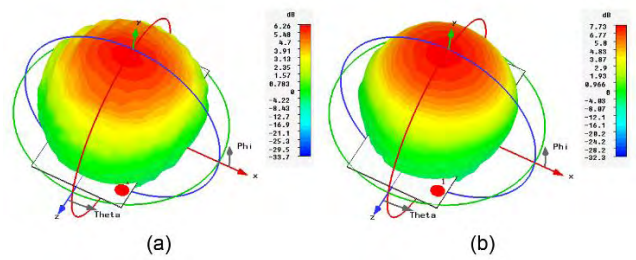 dB
6.26
5.48
4.7
3.91
3.13
2.35
1.57
0.783
0
-4.22
-8.43
-12.7
-16.9
-21.1
-25.3
-29.5
-33.7
y
Phi
x
z
Theta
(a)
dB
7.73
6.77
5.8
4.83
3.87
2.9
1.93
0.966
0
-4.03
-8.07
-12.1
-16.1
-20.2
-24.2
-28.2
-32.3
y
Phi
x
1
z
Theta
(b)